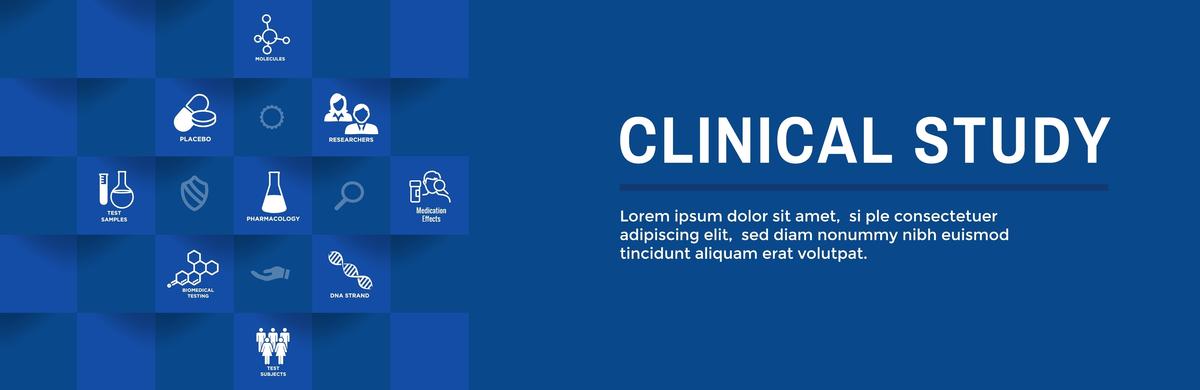 MOLECULES
PLACEBO
RESEARCHERS
TEST
SAMPLES
PHARMACOLOGY
Medication
Effects
BIOMEDICAL
TESTING
DNA STRAND
TEST
SUBJECTS
CLINICAL STUDY
Lorem ipsum dolor sit amet,  si ple consectetuer
adipiscing elit,  sed diam nonummy nibh euismod
tincidunt aliquam erat volutpat.